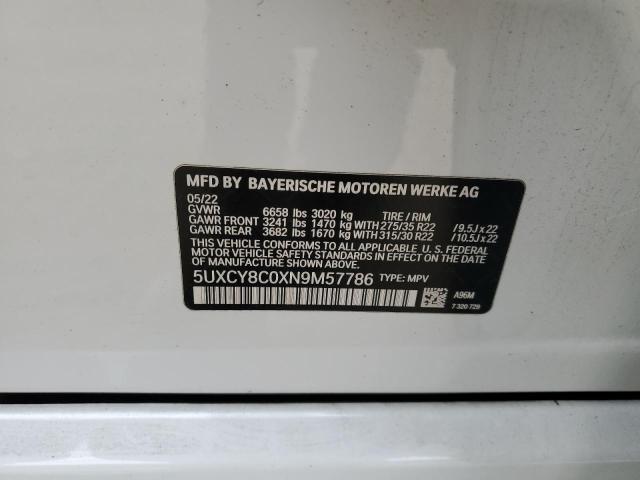 MFD BY BAYERISCHE MOTOREN WERKE AG
05/22
GVWR 6658 lbs 3020 kg TIRE / RIM
GAWR FRONT 3241 lbs 1470 kg WITH 275/35 R22 /9.5J x 22
GAWR REAR 3682 lbs 1670 kg WITH 315/30 R22 /10.5J x 22
THIS VEHICLE CONFORMS TO ALL APPLICABLE U.S. FEDERAL
MOTOR VEHICLE SAFETY STANDARDS IN EFFECT ON THE
DATE OF MANUFACTURE SHOWN ABOVE.
5UXCY8C0XN9M57786 TYPE: MPV
A96M
7 320 729